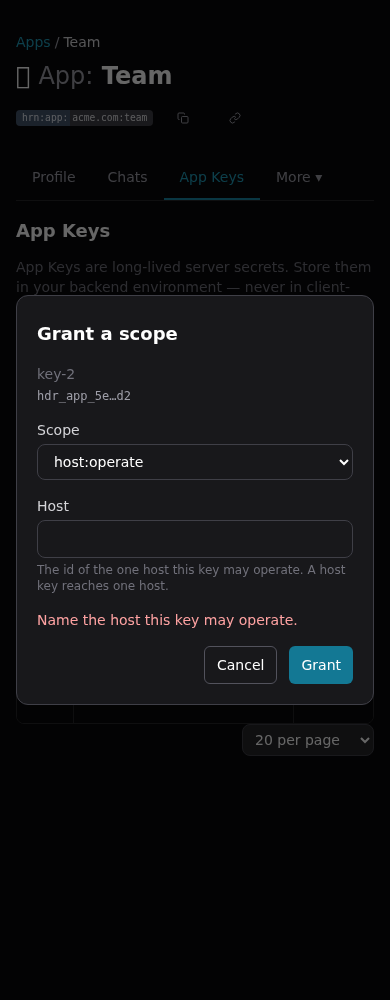 Apps / Team
App: Team
hrn:app: acme.com:team
Profile
Chats
App Keys
More ▾
App Keys
App Keys are long-lived server secrets. Store them
in your backend environment — never in client-
Grant a scope
key-2
hdr_app_5e…d2
Scope
host:operate
Host
The id of the one host this key may operate. A host
key reaches one host.
Name the host this key may operate.
Cancel
Grant
20 per page